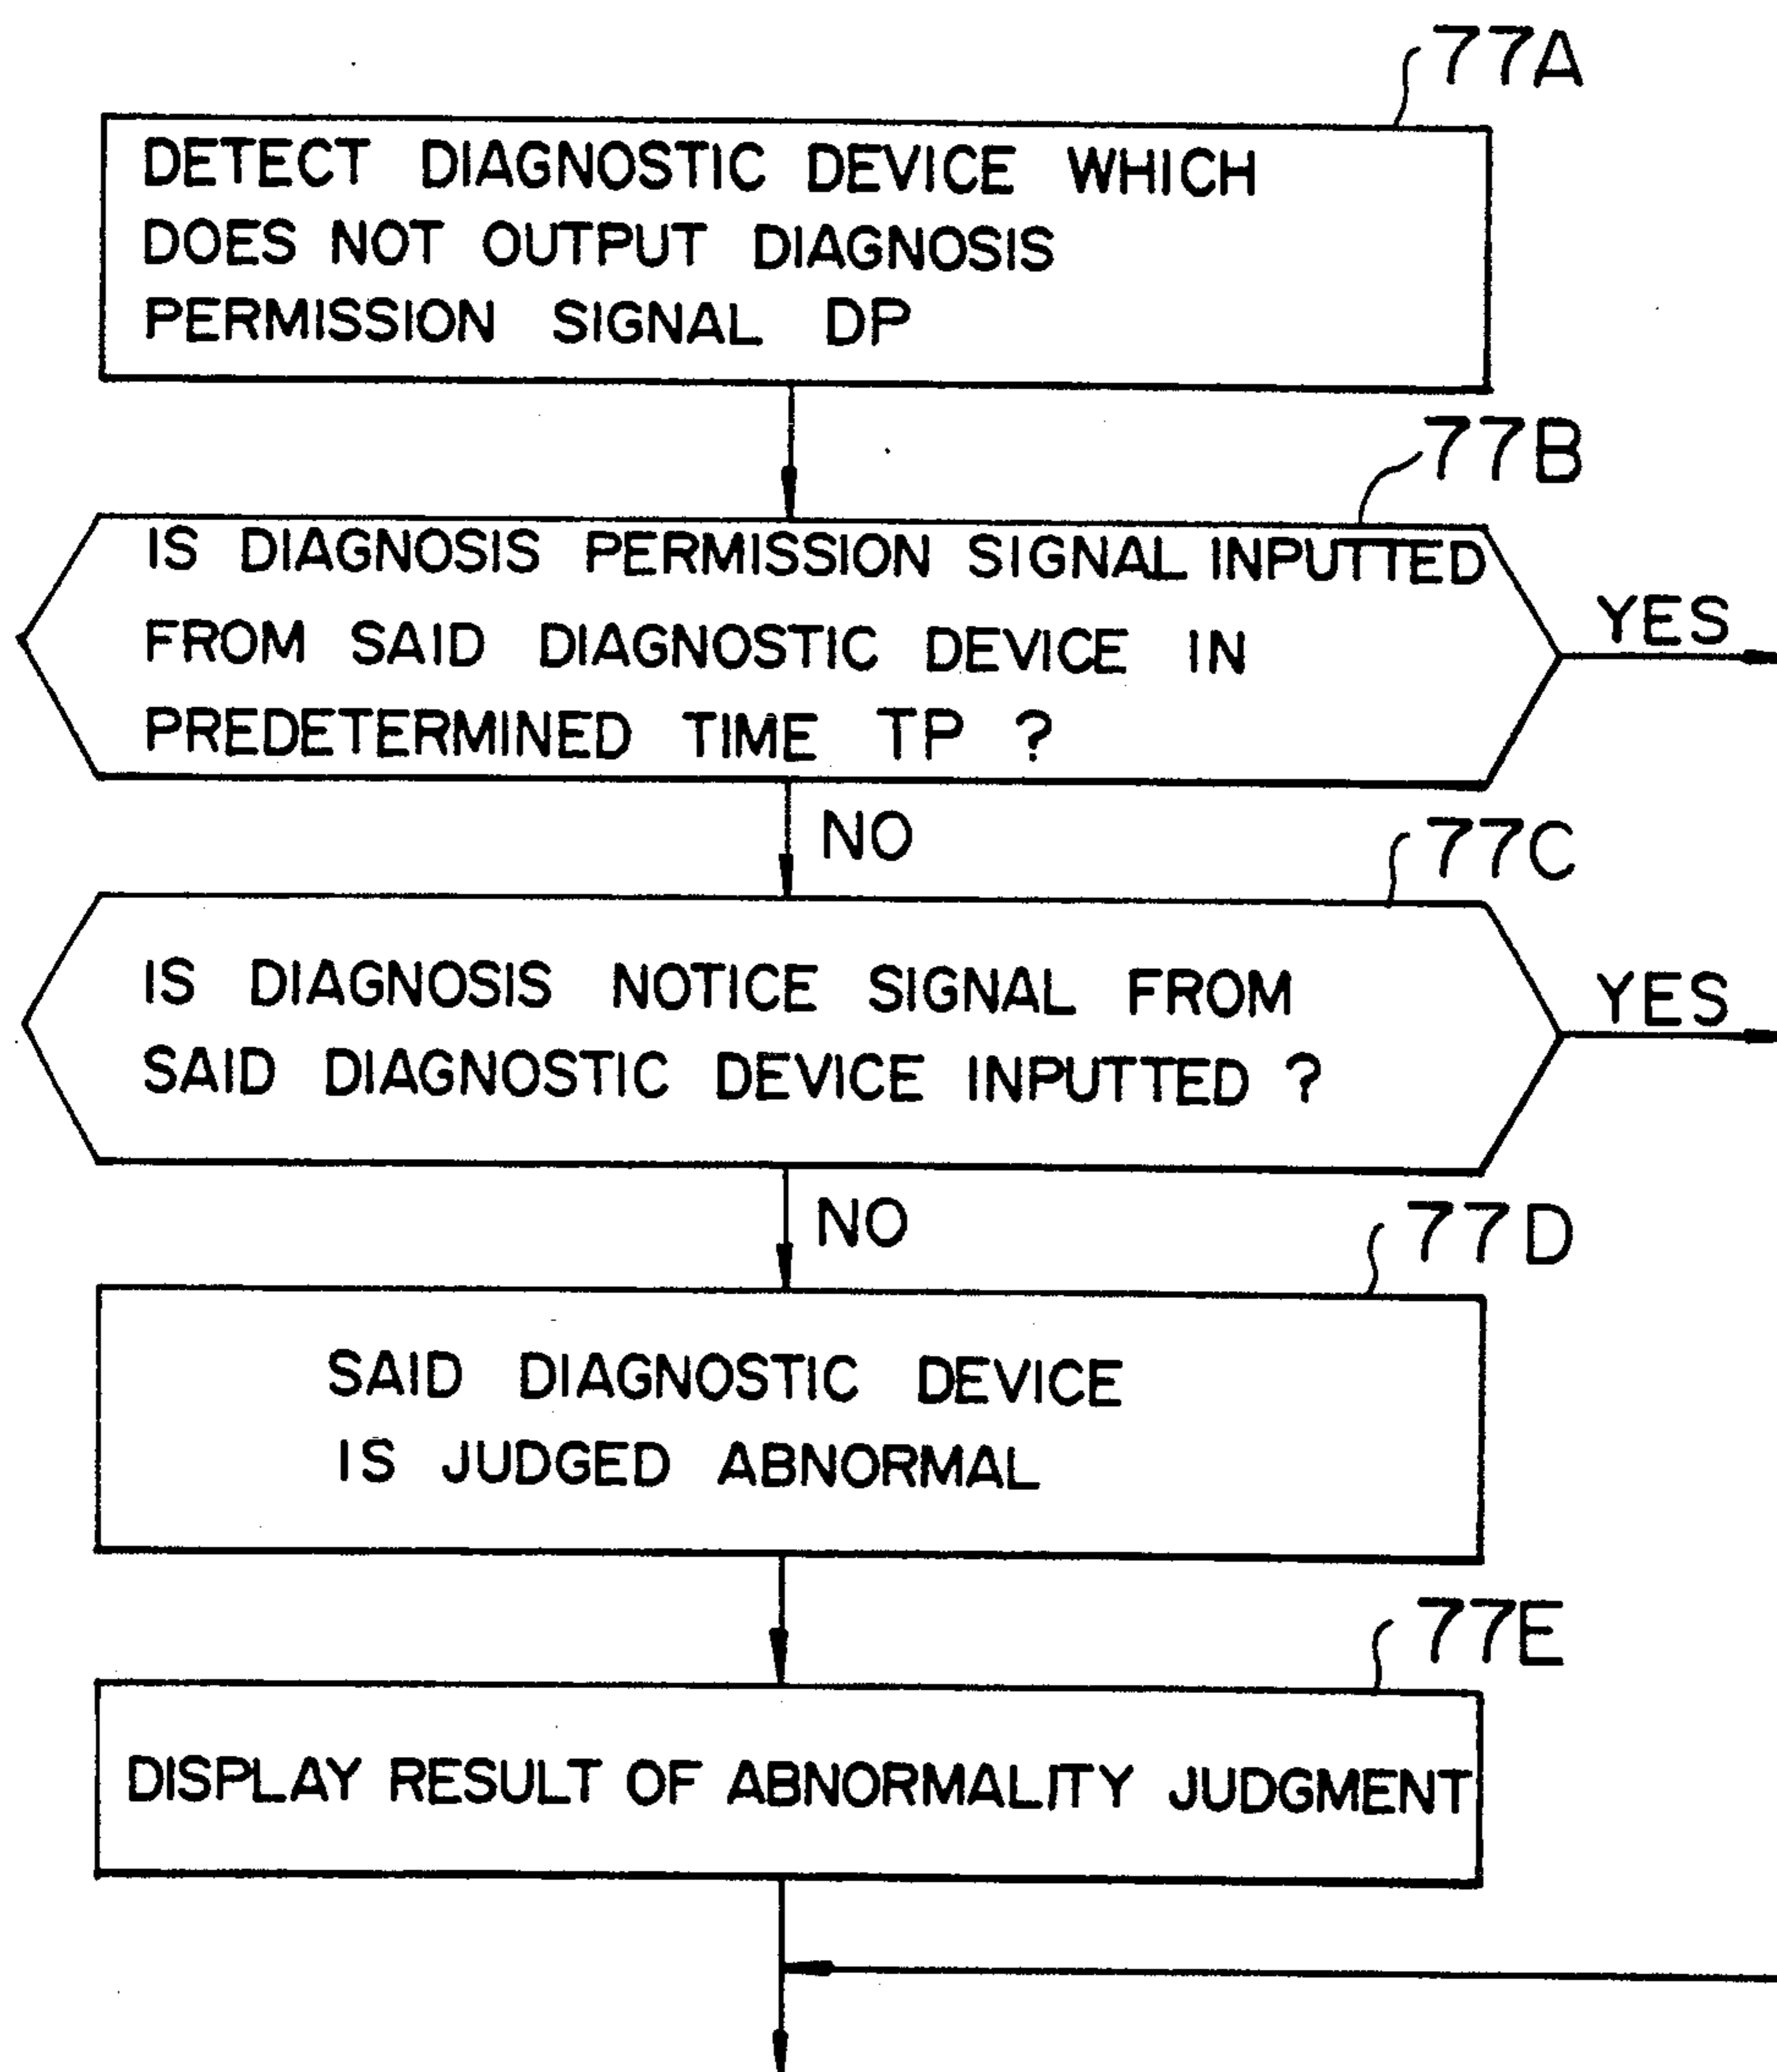 77A
DETECT DIAGNOSTIC DEVICE WHICH
DOES NOT OUTPUT DIAGNOSIS
PERMISSION SIGNAL DP
77B
IS DIAGNOSIS PERMISSION SIGNAL INPUTTED
FROM SAID DIAGNOSTIC DEVICE IN
PREDETERMINED TIME TP ?
YES
NO
77C
IS DIAGNOSIS NOTICE SIGNAL FROM
SAID DIAGNOSTIC DEVICE INPUTTED ?
YES
NO
77D
SAID DIAGNOSTIC DEVICE
IS JUDGED ABNORMAL
77E
DISPLAY RESULT OF ABNORMALITY JUDGMENT